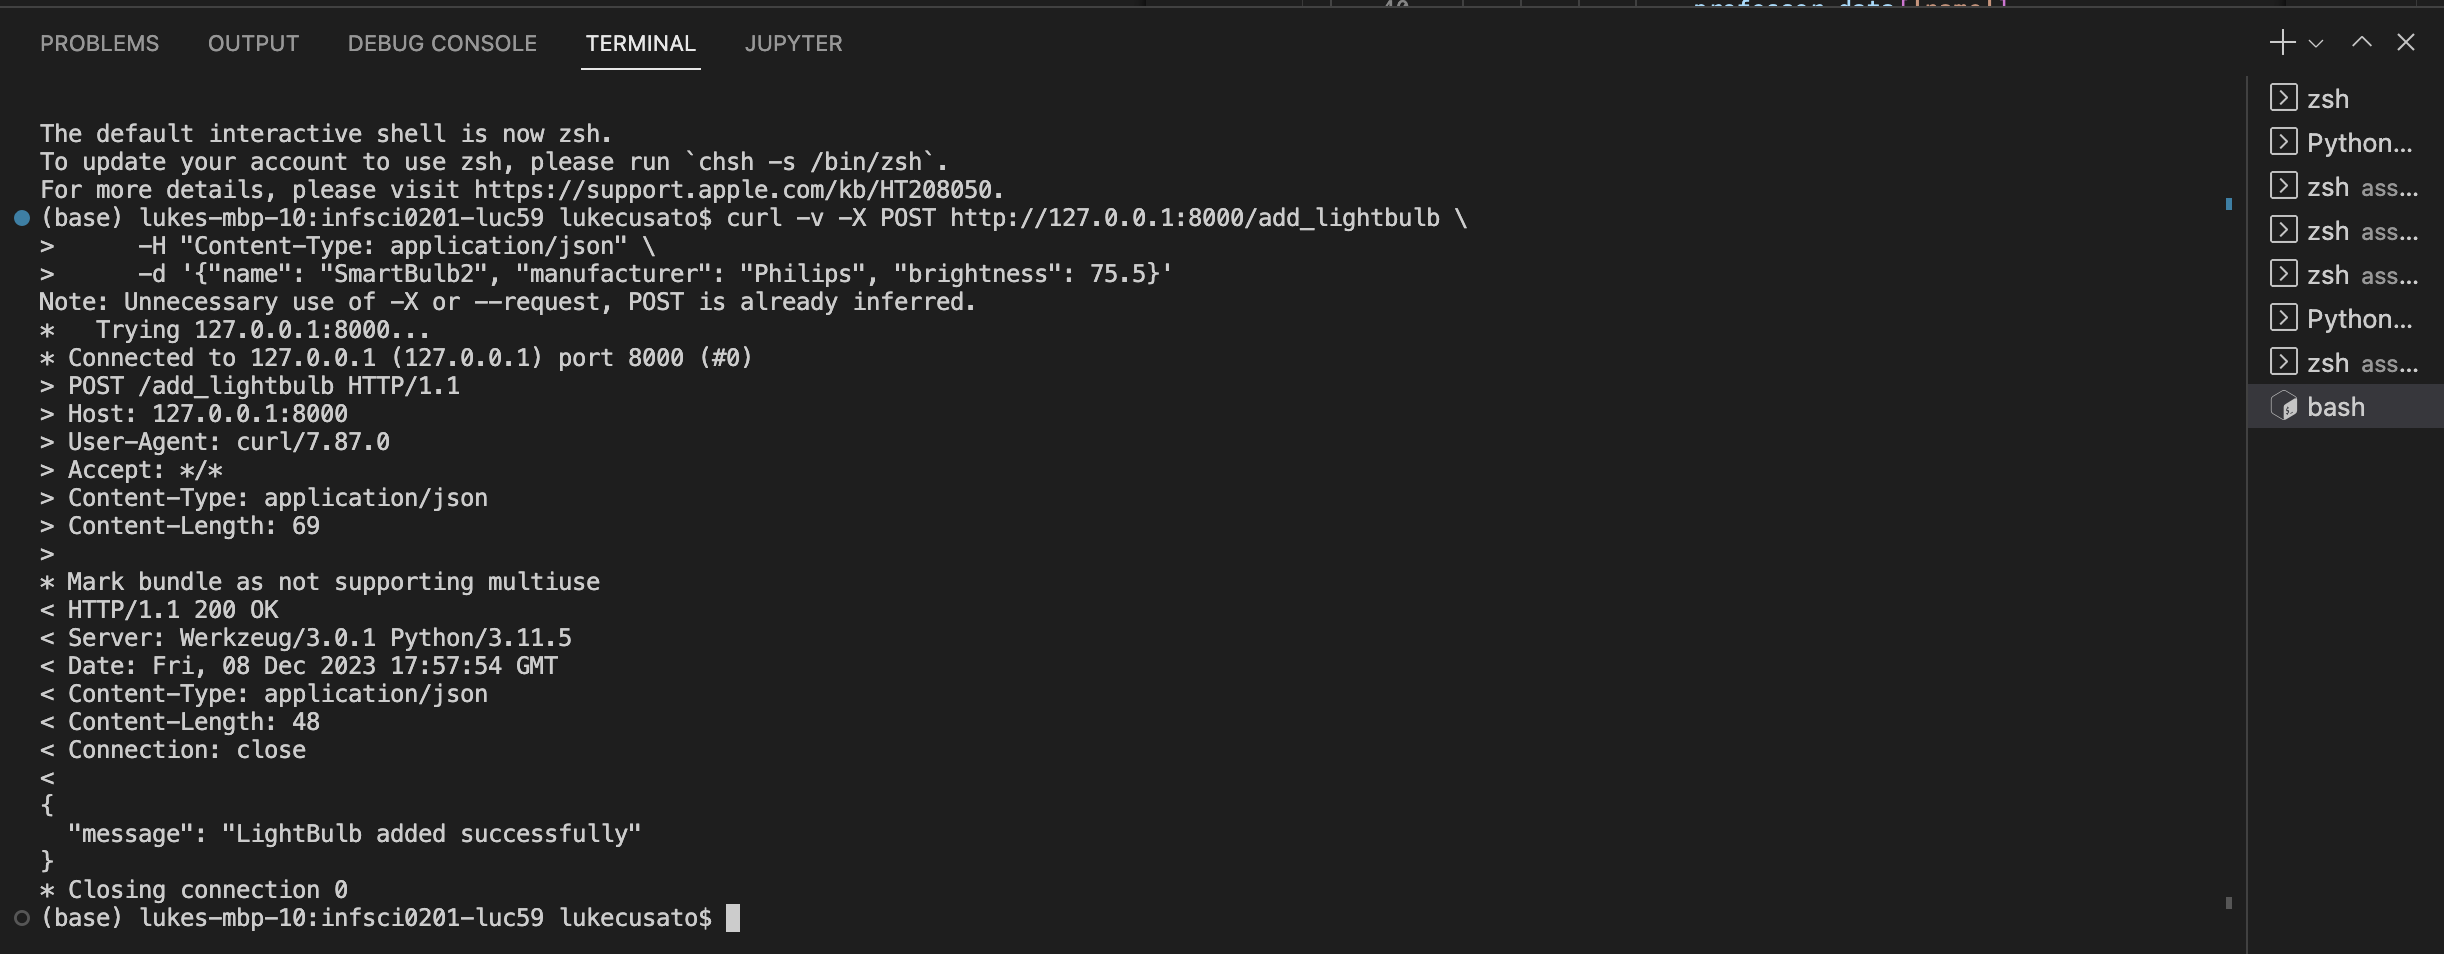 professor_data['name']
PROBLEMS OUTPUT DEBUG CONSOLE TERMINAL JUPYTER
The default interactive shell is now zsh.
To update your account to use zsh, please run `chsh -s /bin/zsh`.
For more details, please visit https://support.apple.com/kb/HT208050.
(base) lukes-mbp-10:infsci0201-luc59 lukecusato$ curl -v -X POST http://127.0.0.1:8000/add_lightbulb \
>      -H "Content-Type: application/json" \
>      -d '{"name": "SmartBulb2", "manufacturer": "Philips", "brightness": 75.5}'
Note: Unnecessary use of -X or --request, POST is already inferred.
*   Trying 127.0.0.1:8000...
* Connected to 127.0.0.1 (127.0.0.1) port 8000 (#0)
> POST /add_lightbulb HTTP/1.1
> Host: 127.0.0.1:8000
> User-Agent: curl/7.87.0
> Accept: */*
> Content-Type: application/json
> Content-Length: 69
>
* Mark bundle as not supporting multiuse
< HTTP/1.1 200 OK
< Server: Werkzeug/3.0.1 Python/3.11.5
< Date: Fri, 08 Dec 2023 17:57:54 GMT
< Content-Type: application/json
< Content-Length: 48
< Connection: close
<
{
  "message": "LightBulb added successfully"
}
* Closing connection 0
(base) lukes-mbp-10:infsci0201-luc59 lukecusato$
zsh
Python...
zsh ass...
zsh ass...
zsh ass...
Python...
zsh ass...
bash